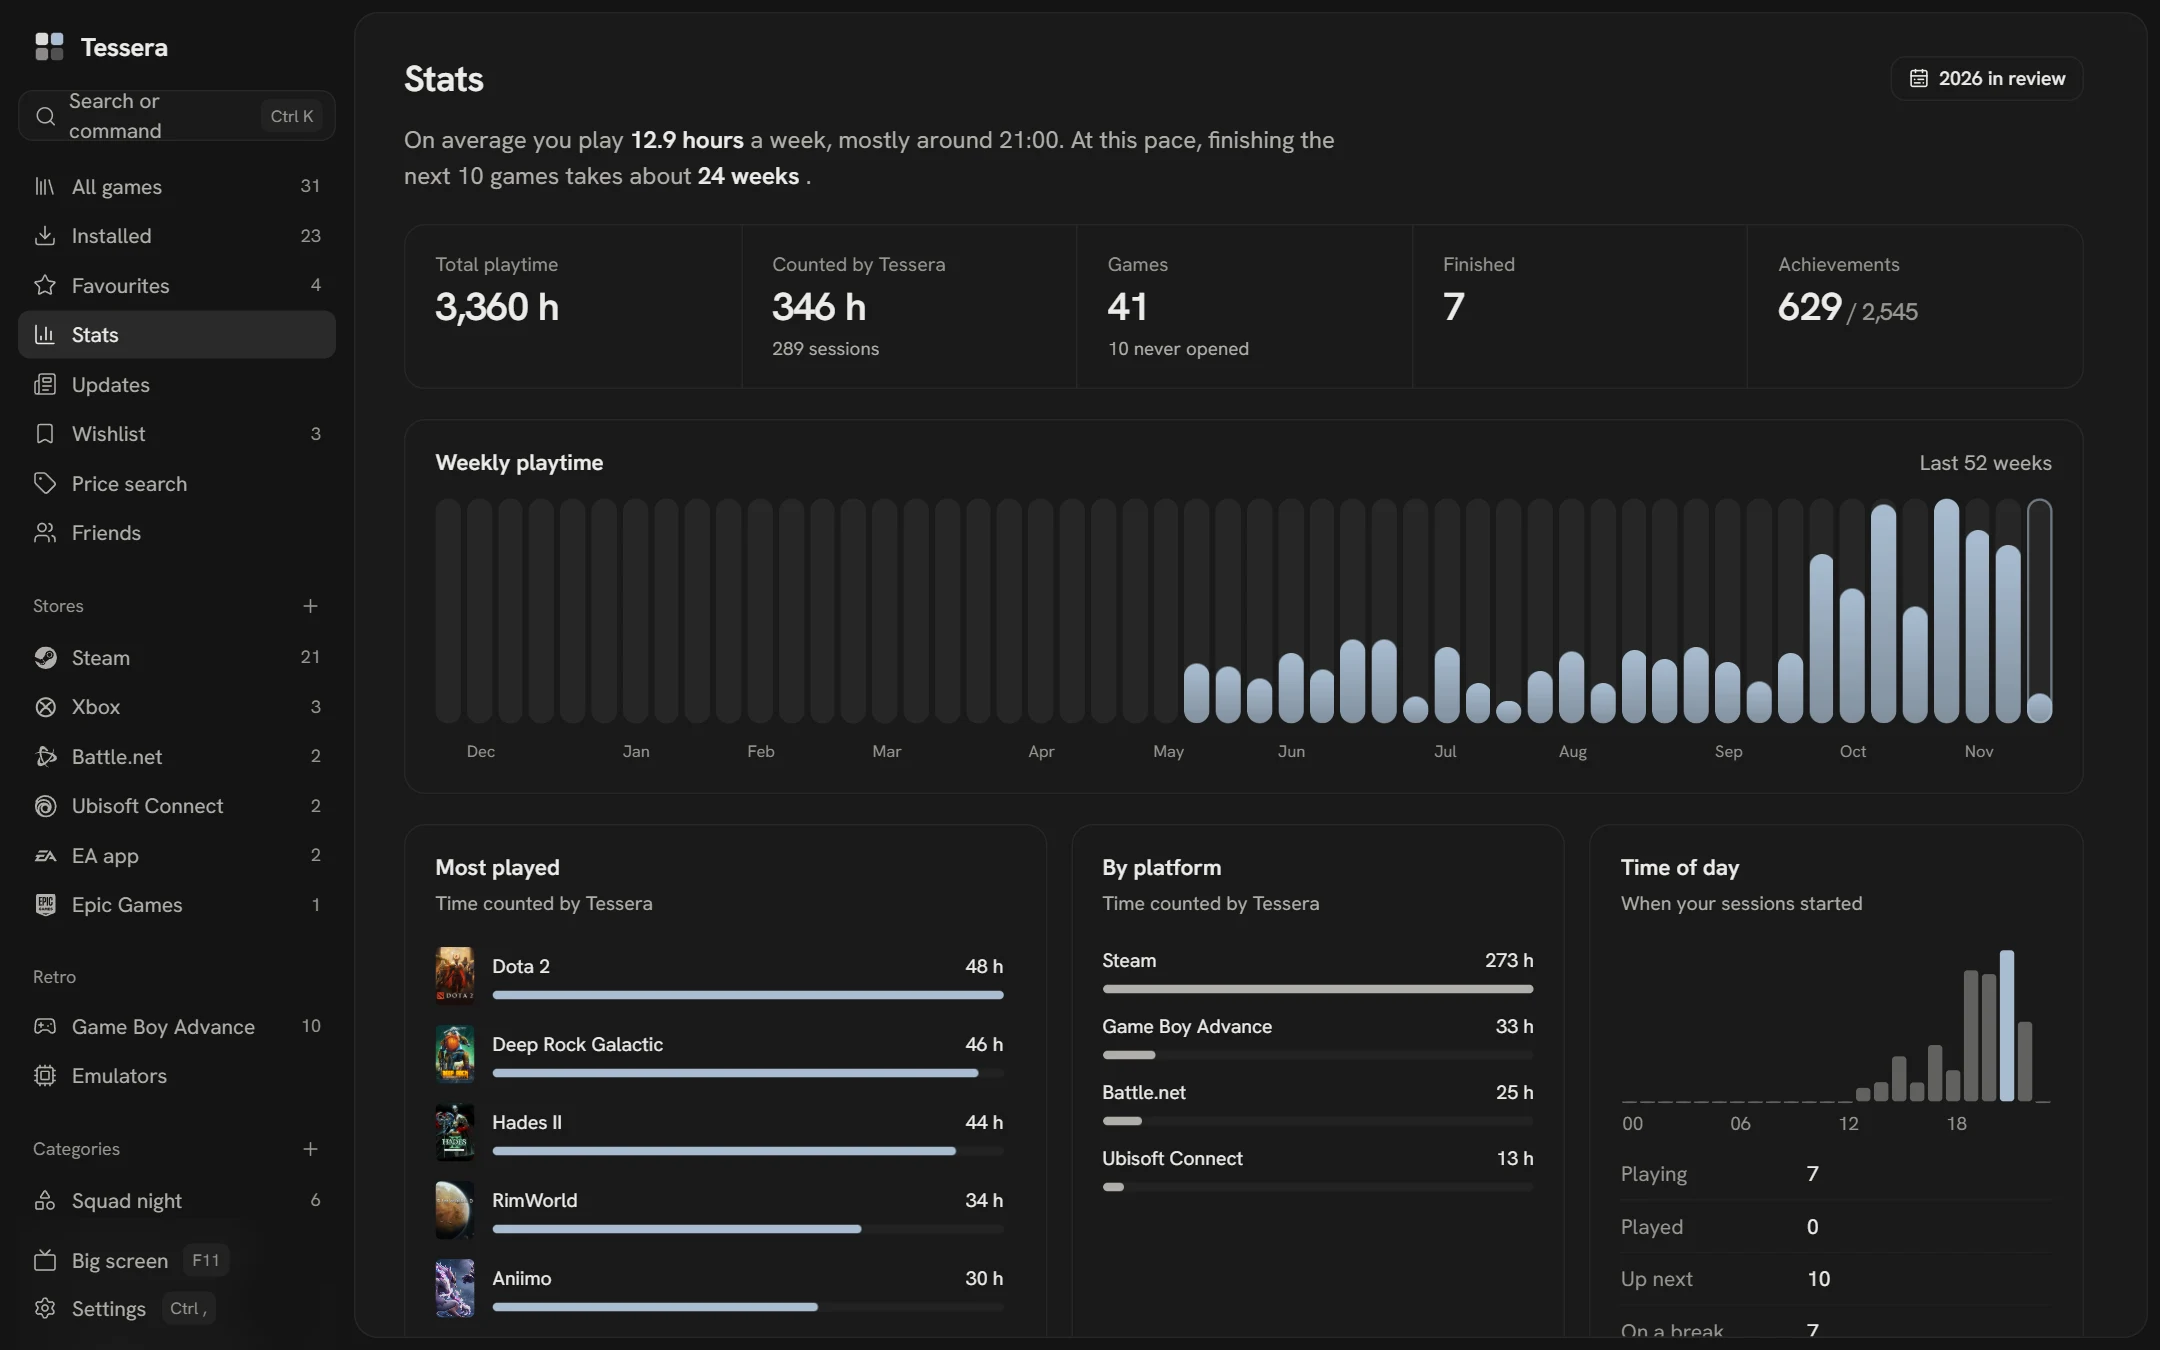 Tessera
Search or
command
Ctrl K
All games 31
Installed 23
Favourites 4
Stats
Updates
Wishlist 3
Price search
Friends
Stores
Steam 21
Xbox 3
Battle.net 2
Ubisoft Connect 2
EA app 2
Epic Games 1
Retro
Game Boy Advance 10
Emulators
Categories
Squad night 6
Big screen F11
Settings Ctrl ,
Stats
2026 in review
On average you play 12.9 hours a week, mostly around 21:00. At this pace, finishing the
next 10 games takes about 24 weeks .
Total playtime
3,360 h
Counted by Tessera
346 h
289 sessions
Games
41
10 never opened
Finished
7
Achievements
629 / 2,545
Weekly playtime
Last 52 weeks
Dec Jan Feb Mar Apr May Jun Jul Aug Sep Oct Nov
Most played
Time counted by Tessera
Dota 2 48 h
Deep Rock Galactic 46 h
Hades II 44 h
RimWorld 34 h
Aniimo 30 h
By platform
Time counted by Tessera
Steam 273 h
Game Boy Advance 33 h
Battle.net 25 h
Ubisoft Connect 13 h
Time of day
When your sessions started
00 06 12 18
Playing 7
Played 0
Up next 10
On a break 7